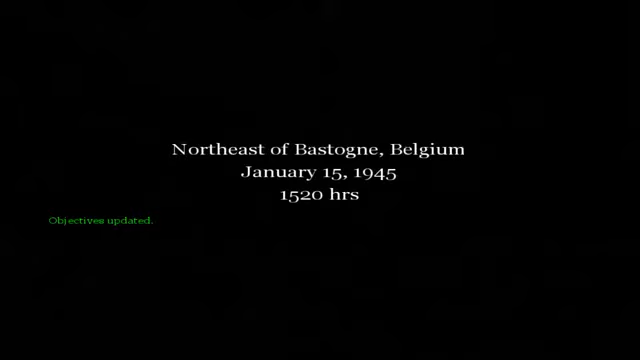 Northeast of Bastogne, Belgium
January 15, 1945
1520 hrs
Objectives updated.